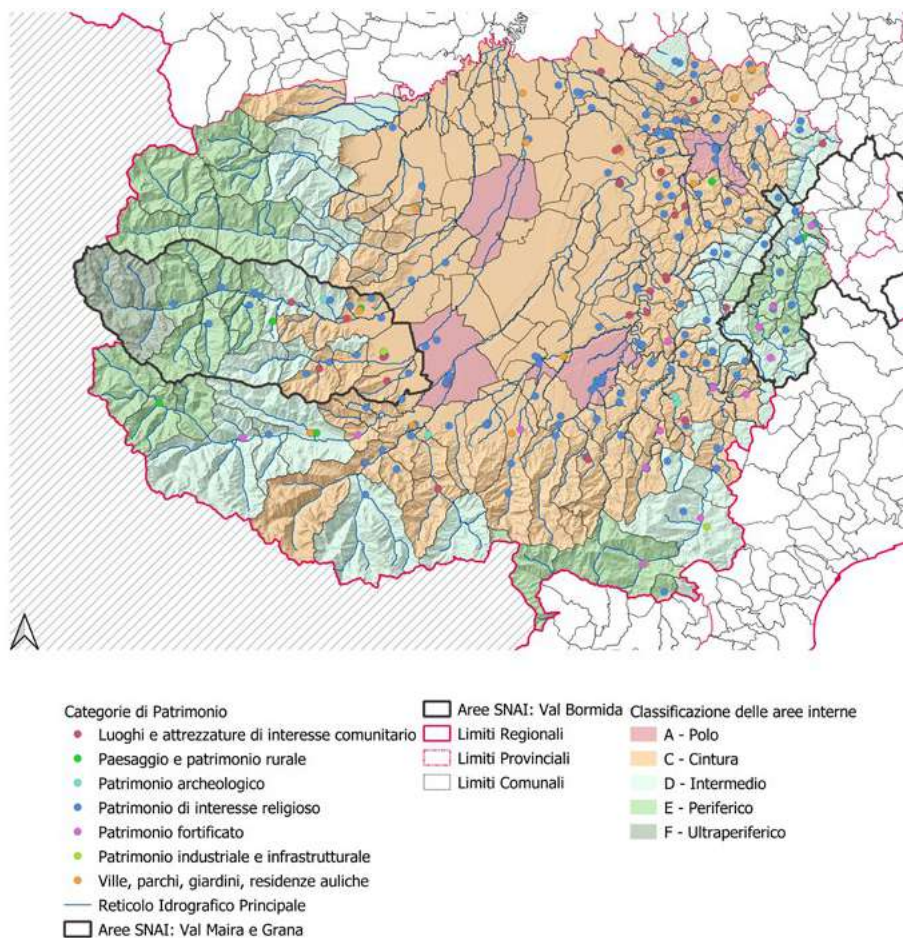 Categorie di Patrimonio
Luoghi e attrezzature di interesse comunitario
Paesaggio e patrimonio rurale
Patrimonio archeologico
Patrimonio di interesse religioso
Patrimonio fortificato
Patrimonio industriale e infrastrutturale
Ville, parchi, giardini, residenze auliche
Reticolo Idrografico Principale
Aree SNAI: Val Maira e Grana
Aree SNAI: Val Bormida
Limiti Regionali
Limiti Provinciali
Limiti Comunali
Classificazione delle aree interne
A - Polo
C - Cintura
D - Intermedio
E - Periferico
F - Ultraperiferico